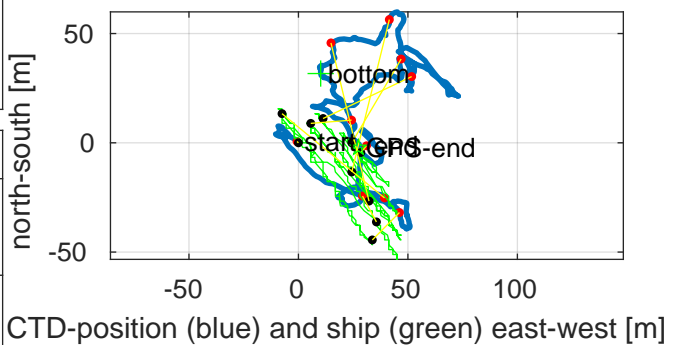 50
bottom
0
start
end
GPS-end
-50
north-south [m]
-50
0
50
100
CTD-position (blue) and ship (green) east-west [m]